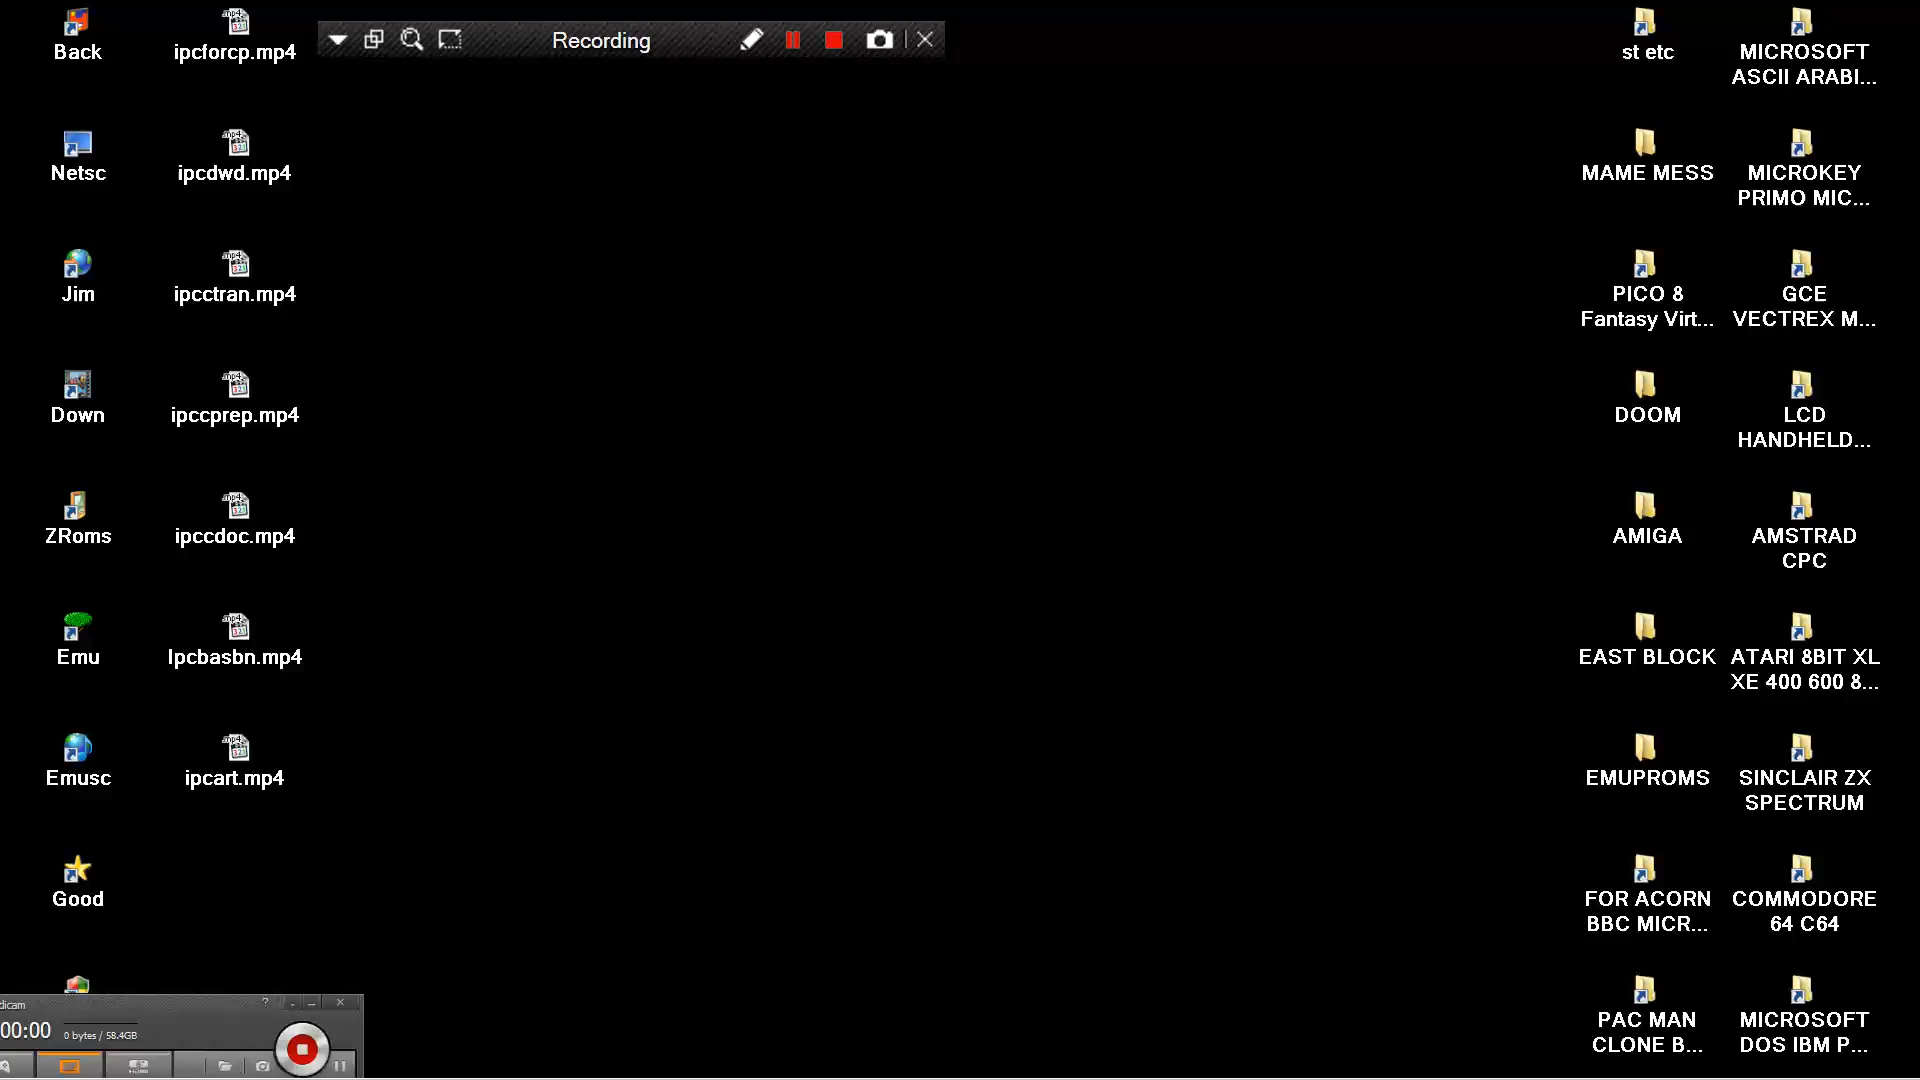 Back
ipcforcp.mp4
Recording
st etc
MICROSOFT
ASCII ARABI...
Netsc
ipcdwd.mp4
MAME MESS
MICROKEY
PRIMO MIC...
Jim
ipcctran.mp4
PICO 8
Fantasy Virt...
GCE
VECTREX M...
Down
ipccprep.mp4
DOOM
LCD
HANDHELD...
ZRoms
ipccdoc.mp4
AMIGA
AMSTRAD
CPC
Emu
Ipcbasbn.mp4
EAST BLOCK
ATARI 8BIT XL
XE 400 600 8...
Emusc
ipcart.mp4
EMUPROMS
SINCLAIR ZX
SPECTRUM
Good
FOR ACORN
BBC MICR...
COMMODORE
64 C64
dicam
00:00
0 bytes / 58.4GB
PAC MAN
CLONE B...
MICROSOFT
DOS IBM P...